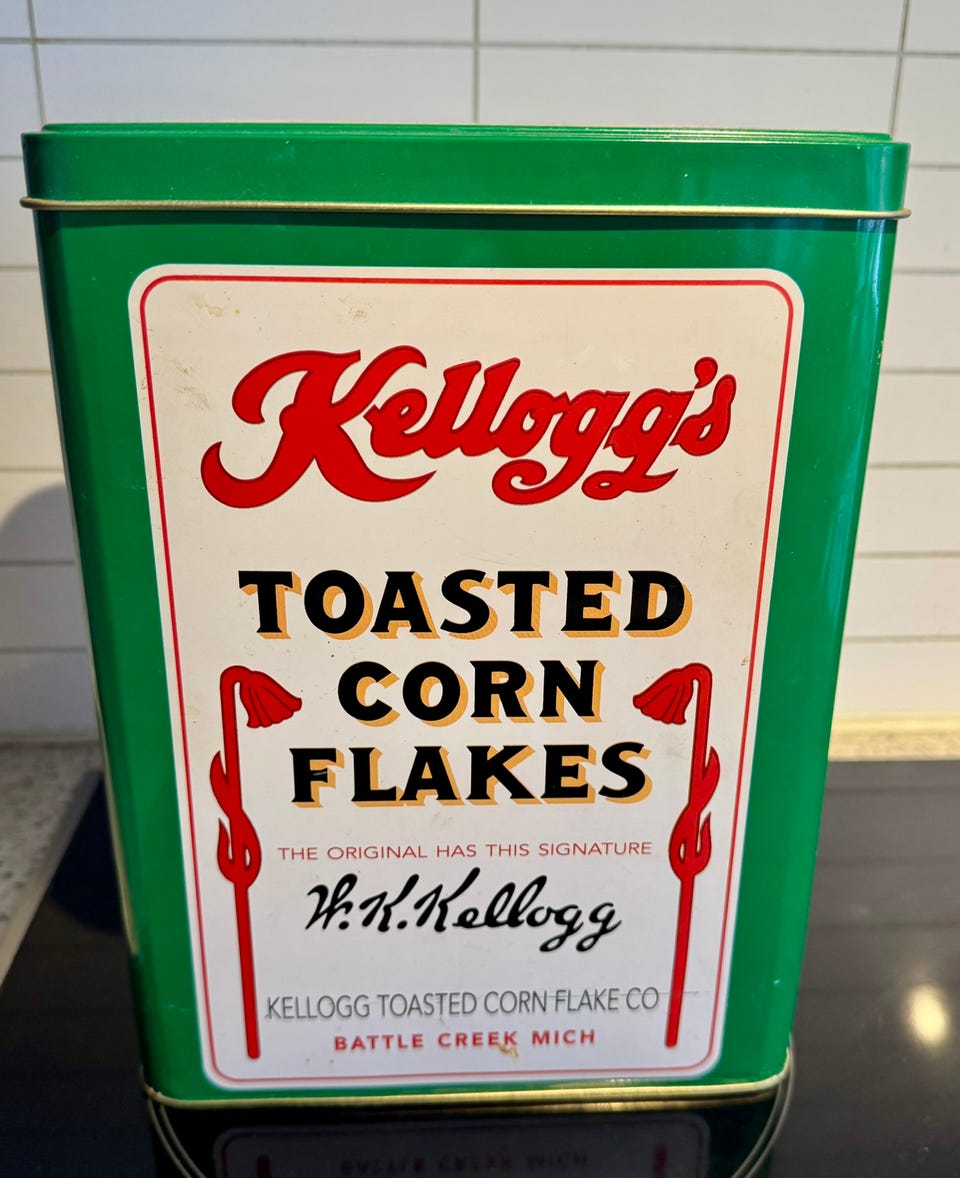 Kellogg's
TOASTED
CORN
FLAKES
THE ORIGINAL HAS THIS SIGNATURE
W.K.Kellogg
KELLOGG TOASTED CORN FLAKE CO
BATTLE CREEK MICH